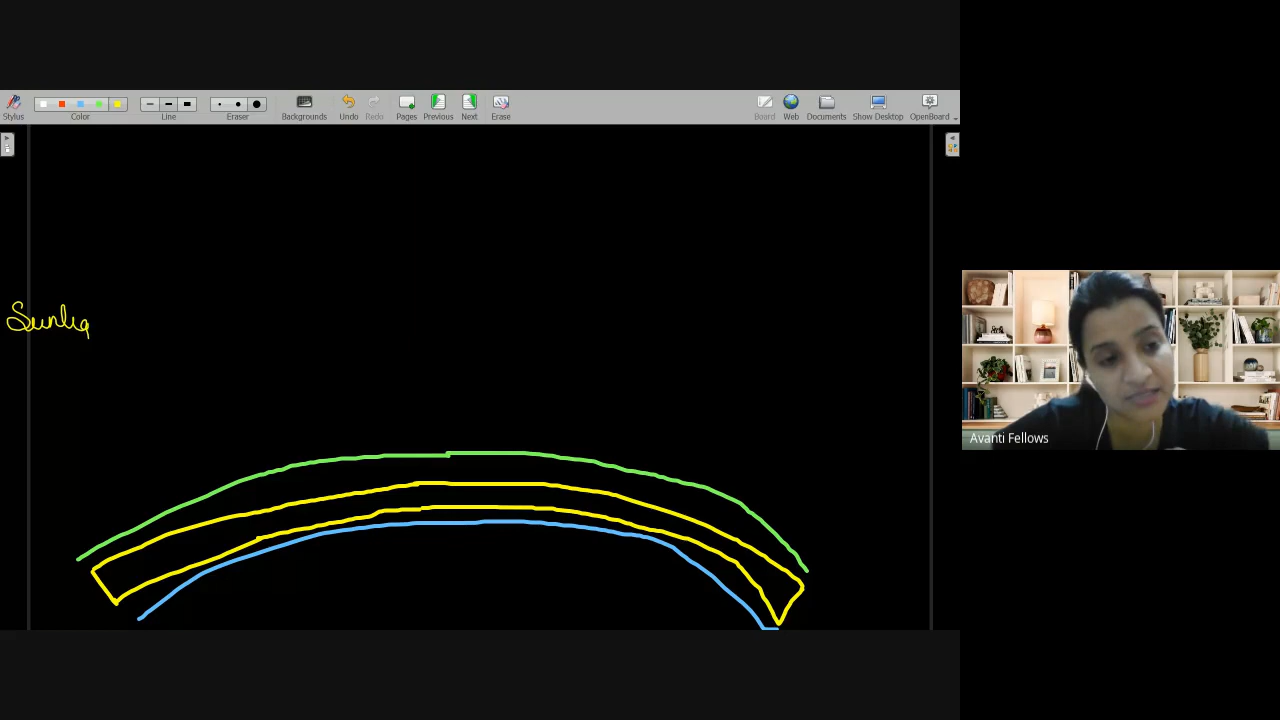 Stylus
Color
Line
Eraser
Backgrounds
Undo
Redo
Pages
Previous
Next
Erase
Board
Web
Documents
Show Desktop
OpenBoard
Sunlig
Avanti Fellows